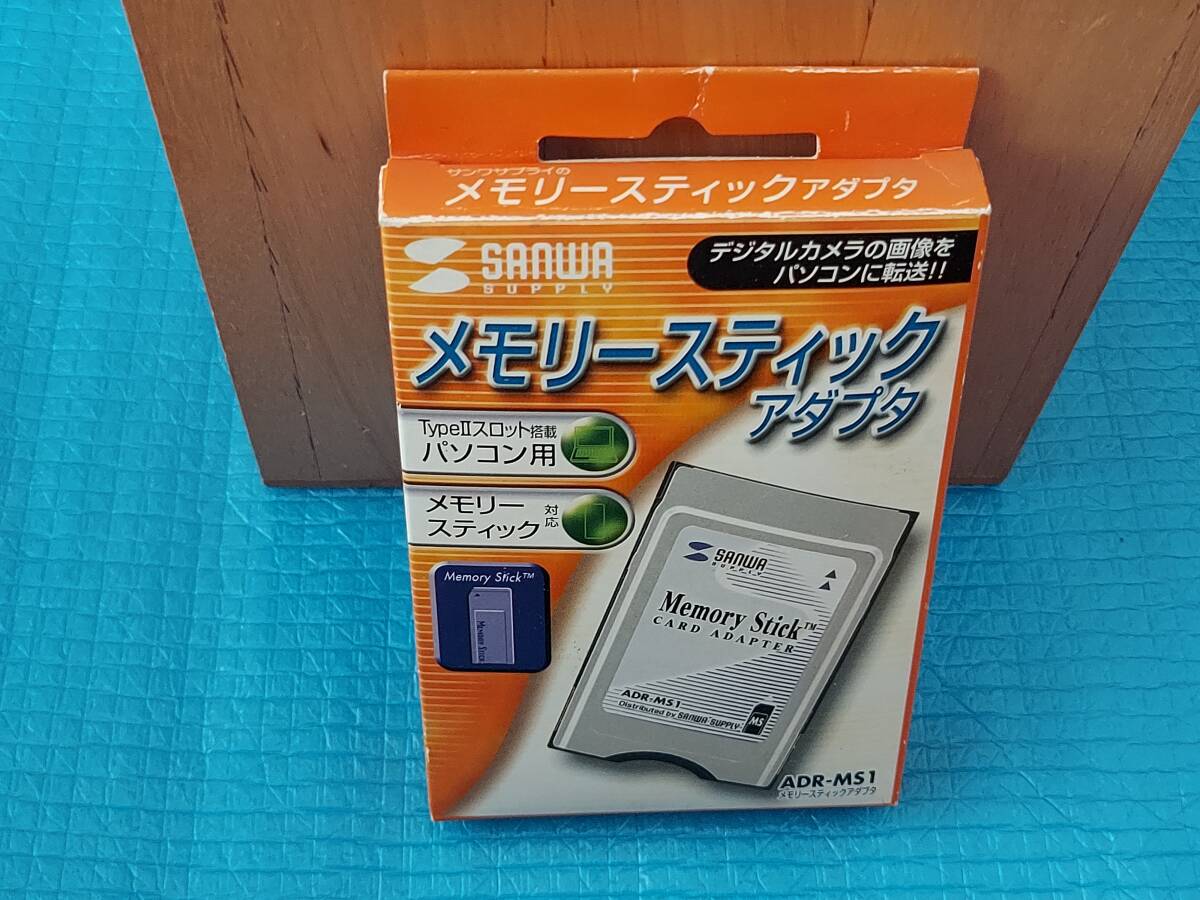 サンワサプライの
メモリースティックアダプタ
SANWA
SUPPLY
デジタルカメラの画像を
パソコンに転送!!
メモリースティック
アダプタ
TypeIIスロット搭載
パソコン用
メモリー
スティック 対応
Memory Stick™
Memory Stick
SANWA
SUPPLY
Memory Stick™
CARD ADAPTER
ADR-MS1
Distributed by SANWA SUPPLY
MS
ADR-MS1
メモリースティックアダプタ